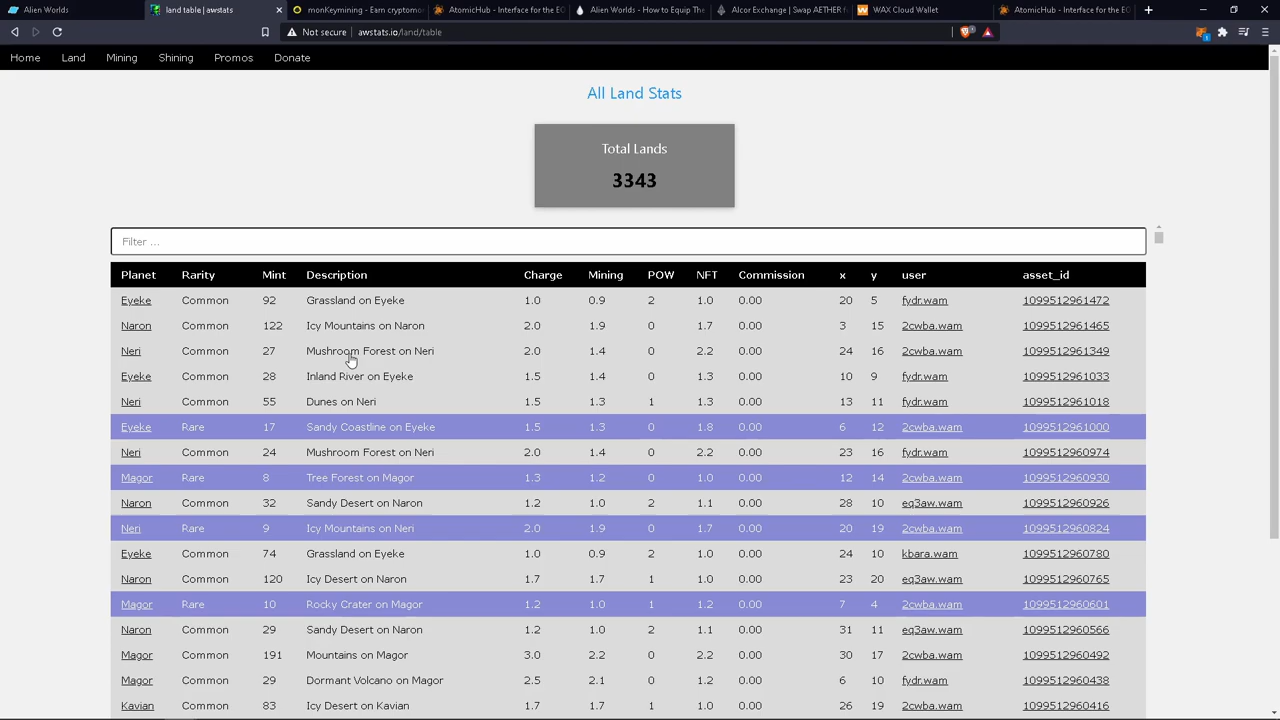 Alien Worlds
land table | awstats
monKeymining - Earn cryptomo
AtomicHub - Interface for the EO
Alien Worlds - How to Equip The
Alcor Exchange | Swap AETHER f
WAX Cloud Wallet
AtomicHub - Interface for the EO
Not secure awstats.io/land/table
Home Land Mining Shining Promos Donate
All Land Stats
Total Lands
3343
Filter ...
Planet Rarity Mint Description Charge Mining POW NFT Commission x y user asset_id
Eyeke Common 92 Grassland on Eyeke 1.0 0.9 2 1.0 0.00 20 5 fydr.wam 1099512961472
Naron Common 122 Icy Mountains on Naron 2.0 1.9 0 1.7 0.00 3 15 2cwba.wam 1099512961465
Neri Common 27 Mushroom Forest on Neri 2.0 1.4 0 2.2 0.00 24 16 2cwba.wam 1099512961349
Eyeke Common 28 Inland River on Eyeke 1.5 1.4 0 1.3 0.00 10 9 fydr.wam 1099512961033
Neri Common 55 Dunes on Neri 1.5 1.3 1 1.3 0.00 13 11 fydr.wam 1099512961018
Eyeke Rare 17 Sandy Coastline on Eyeke 1.5 1.3 0 1.8 0.00 6 12 2cwba.wam 1099512961000
Neri Common 24 Mushroom Forest on Neri 2.0 1.4 0 2.2 0.00 23 16 fydr.wam 1099512960974
Magor Rare 8 Tree Forest on Magor 1.3 1.2 0 1.0 0.00 12 14 2cwba.wam 1099512960930
Naron Common 32 Sandy Desert on Naron 1.2 1.0 2 1.1 0.00 28 10 eq3aw.wam 1099512960926
Neri Rare 9 Icy Mountains on Neri 2.0 1.9 0 1.7 0.00 20 19 2cwba.wam 1099512960824
Eyeke Common 74 Grassland on Eyeke 1.0 0.9 2 1.0 0.00 24 10 kbara.wam 1099512960780
Naron Common 120 Icy Desert on Naron 1.7 1.7 1 1.0 0.00 23 20 eq3aw.wam 1099512960765
Magor Rare 10 Rocky Crater on Magor 1.2 1.0 1 1.2 0.00 7 4 2cwba.wam 1099512960601
Naron Common 29 Sandy Desert on Naron 1.2 1.0 2 1.1 0.00 31 11 eq3aw.wam 1099512960566
Magor Common 191 Mountains on Magor 3.0 2.2 0 2.2 0.00 30 17 2cwba.wam 1099512960492
Magor Common 29 Dormant Volcano on Magor 2.5 2.1 0 1.2 0.00 6 10 fydr.wam 1099512960438
Kavian Common 83 Icy Desert on Kavian 1.7 1.7 1 1.0 0.00 26 19 2cwba.wam 1099512960416